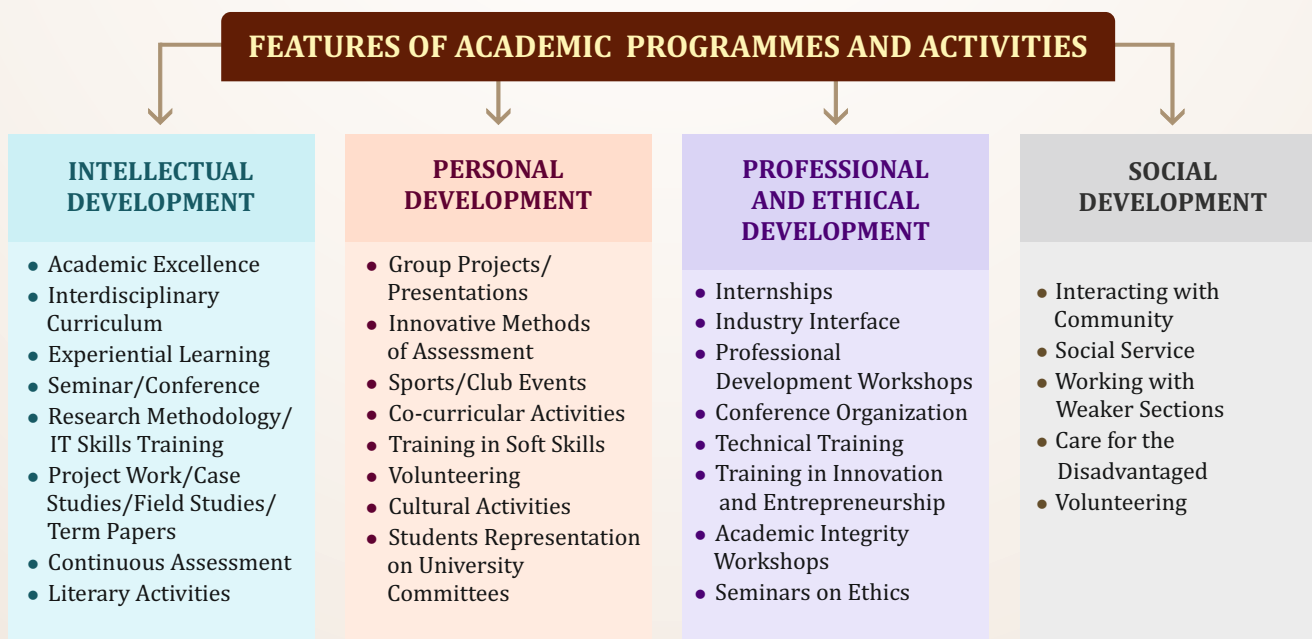 FEATURES OF ACADEMIC PROGRAMMES AND ACTIVITIES
INTELLECTUAL
DEVELOPMENT
• Academic Excellence
• Interdisciplinary
Curriculum
• Experiential Learning
• Seminar/Conference
• Research Methodology/
IT Skills Training
• Project Work/Case
Studies/Field Studies/
Term Papers
• Continuous Assessment
• Literary Activities
PERSONAL
DEVELOPMENT
• Group Projects/
Presentations
• Innovative Methods
of Assessment
• Sports/Club Events
• Co-curricular Activities
• Training in Soft Skills
• Volunteering
• Cultural Activities
• Students Representation
on University
Committees
PROFESSIONAL
AND ETHICAL
DEVELOPMENT
• Internships
• Industry Interface
• Professional
Development Workshops
• Conference Organization
• Technical Training
• Training in Innovation
and Entrepreneurship
• Academic Integrity
Workshops
• Seminars on Ethics
SOCIAL
DEVELOPMENT
• Interacting with
Community
• Social Service
• Working with
Weaker Sections
• Care for the
Disadvantaged
• Volunteering